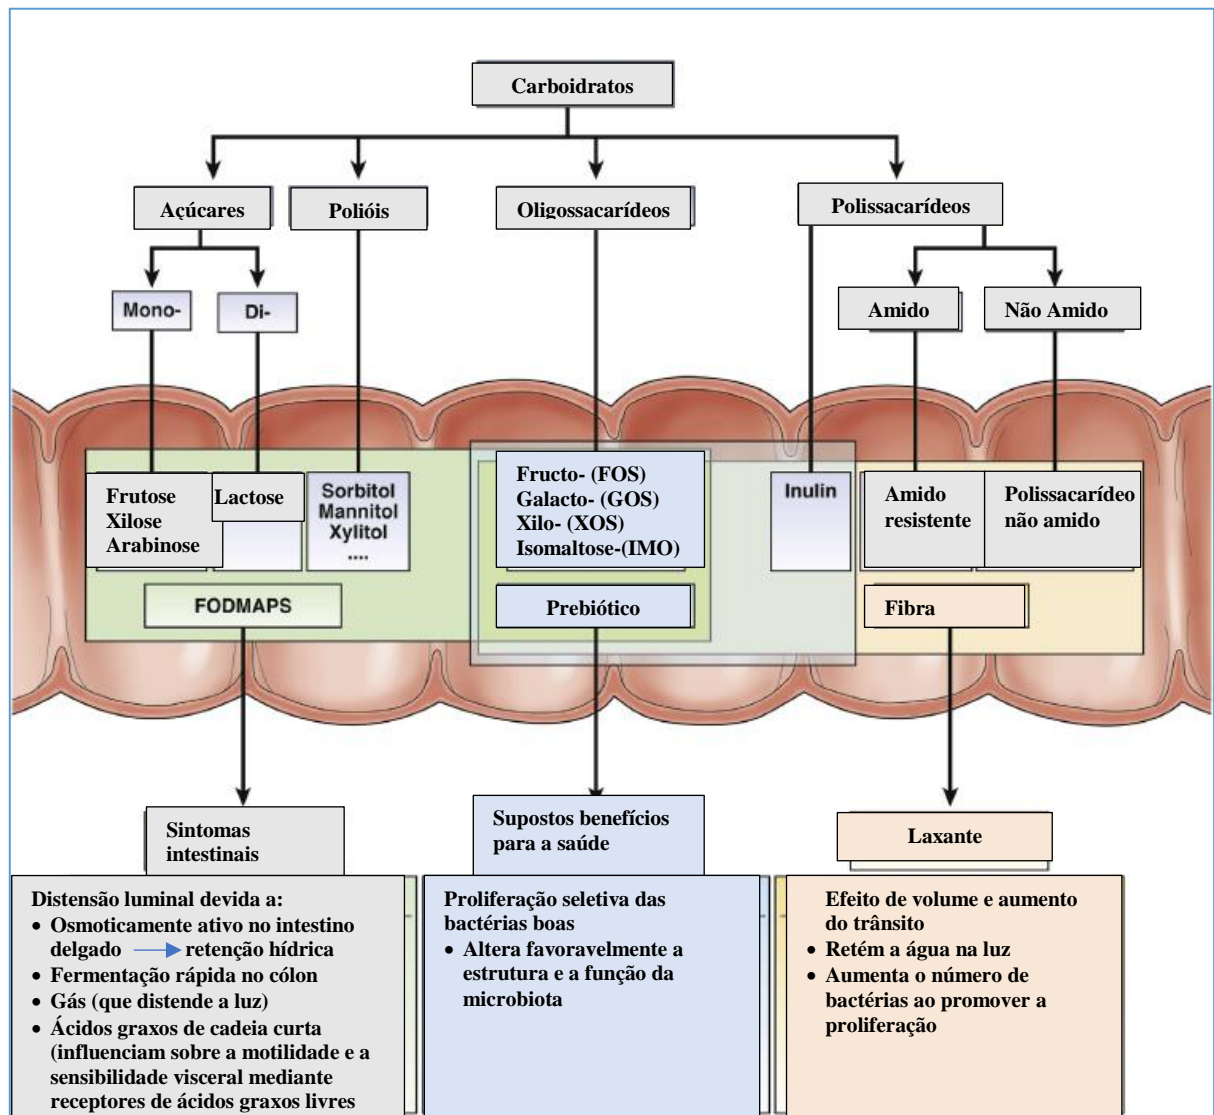 Carboidratos
Açúcares
Polióis
Oligossacarídeos
Polissacarídeos
Mono-
Di-
Amido
Não Amido
Frutose
Xilose
Arabinose
Lactose
Sorbitol
Mannitol
Xylitol
....
Fructo- (FOS)
Galacto- (GOS)
Xilo- (XOS)
Isomaltose-(IMO)
Inulin
Amido
resistente
Polissacarídeo
não amido
FODMAPS
Prebiótico
Fibra
Sintomas
intestinais
Distensão luminal devida a:
• Osmoticamente ativo no intestino
delgado → retenção hídrica
• Fermentação rápida no cólon
• Gás (que distende a luz)
• Ácidos graxos de cadeia curta
(influenciam sobre a motilidade e a
sensibilidade visceral mediante
receptores de ácidos graxos livres
Supostos benefícios
para a saúde
Proliferação seletiva das
bactérias boas
• Altera favoravelmente a
estrutura e a função da
microbiota
Laxante
Efeito de volume e aumento
do trânsito
• Retém a água na luz
• Aumenta o número de
bactérias ao promover a
proliferação